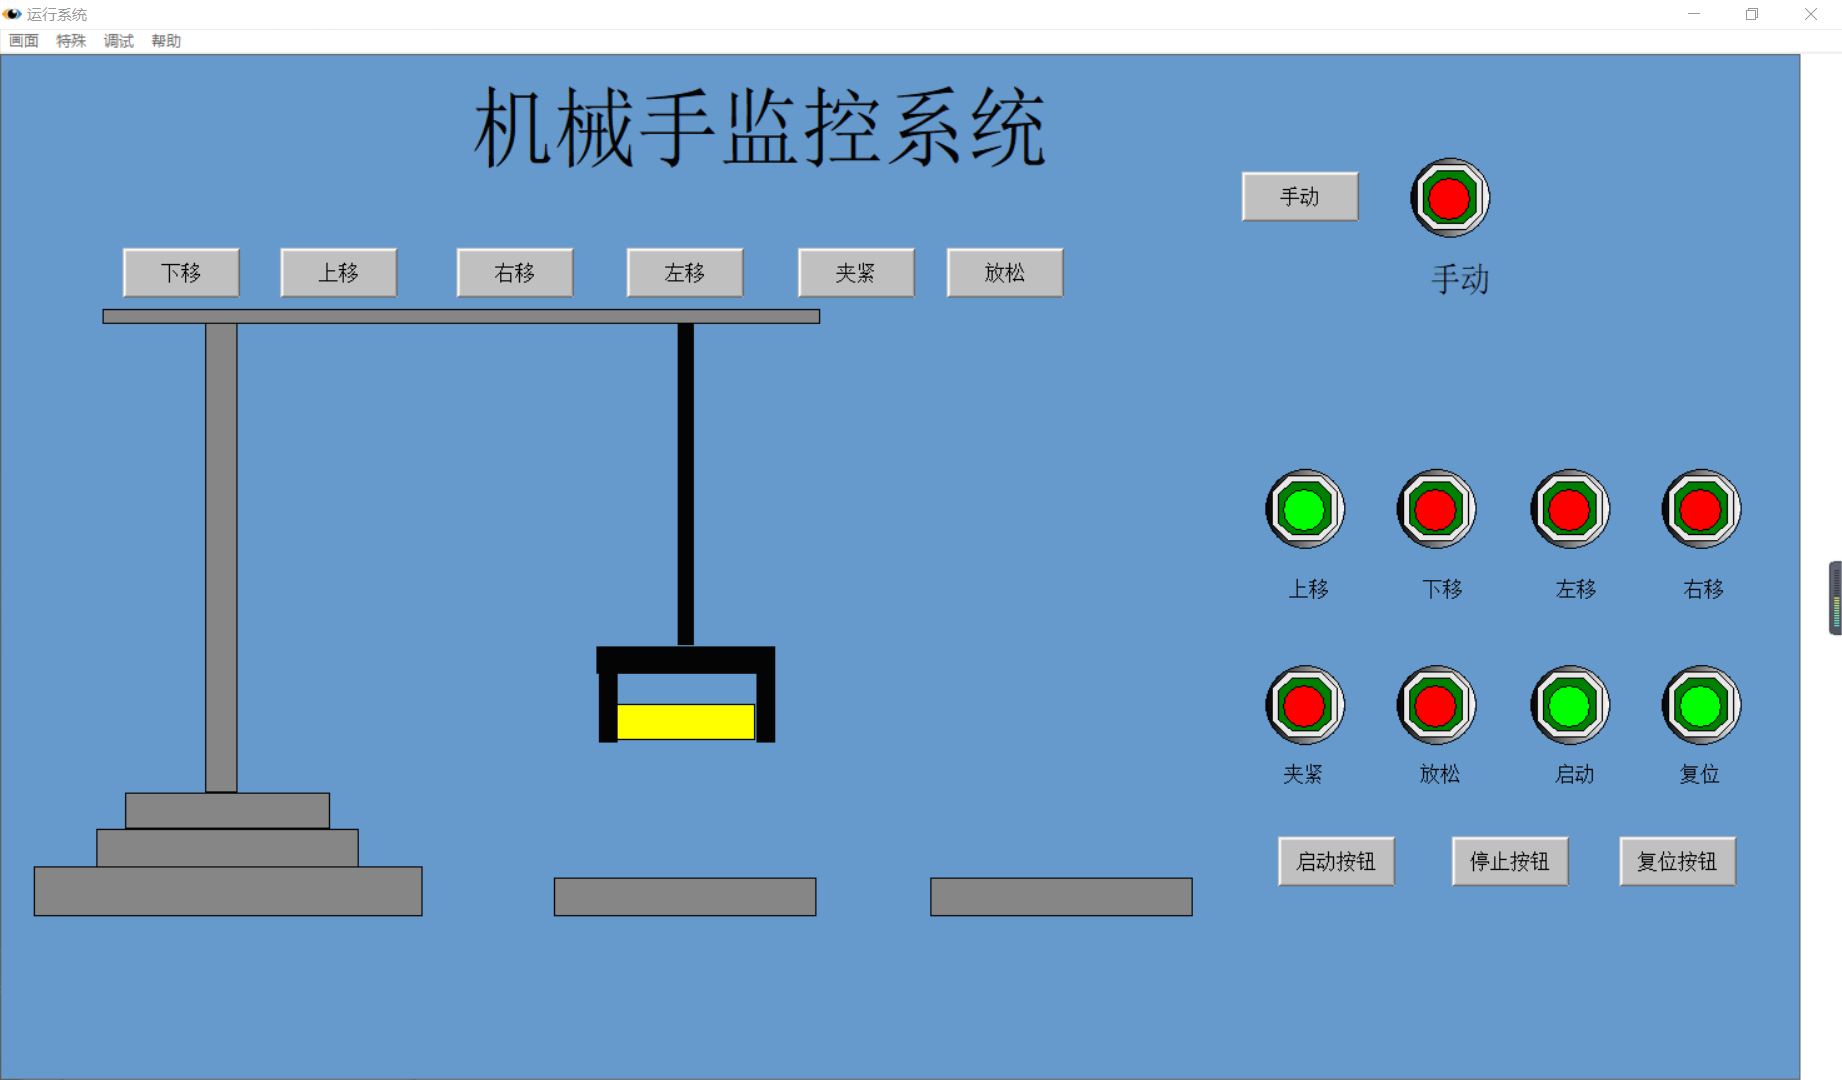 运行系统
画面 特殊 调试 帮助
机械手监控系统
手动
手动
下移 上移 右移 左移 夹紧 放松
上移 下移 左移 右移
夹紧 放松 启动 复位
启动按钮 停止按钮 复位按钮